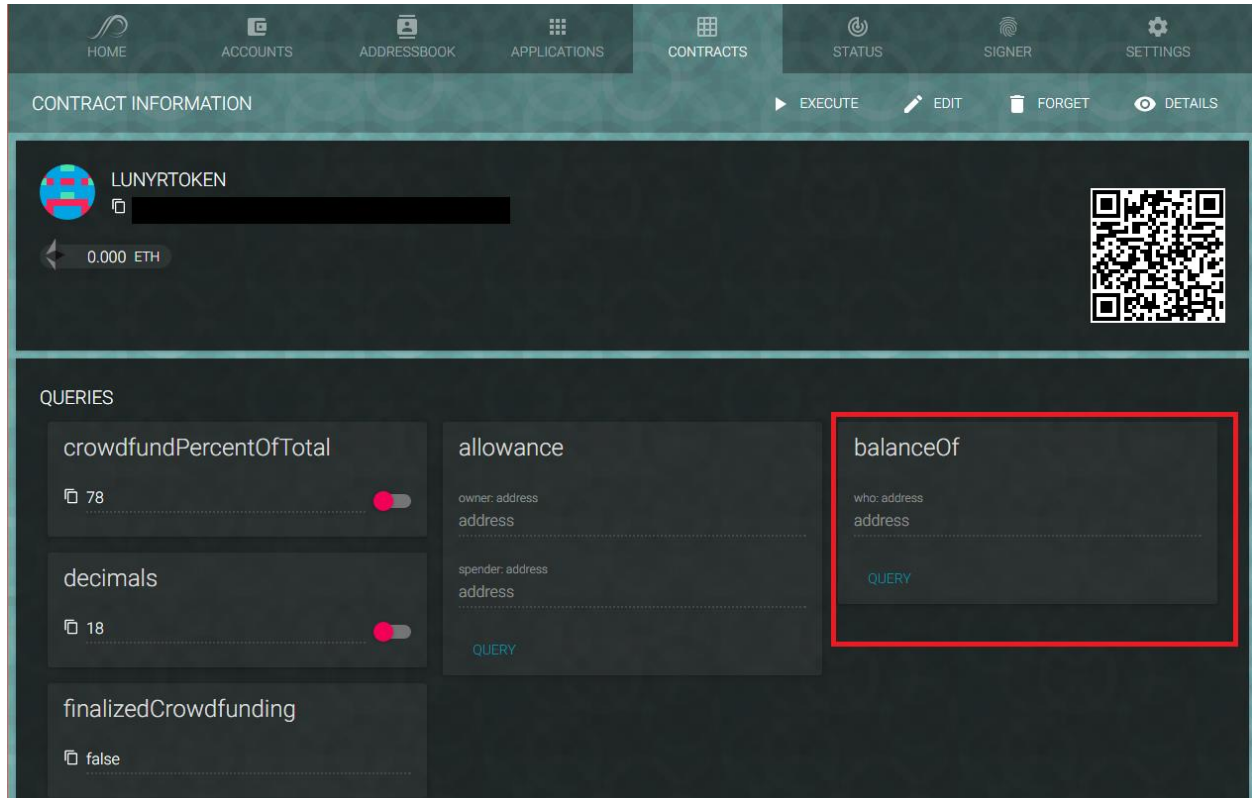 HOME
ACCOUNTS
ADDRESSBOOK
APPLICATIONS
CONTRACTS
STATUS
SIGNER
SETTINGS
CONTRACT INFORMATION
EXECUTE
EDIT
FORGET
DETAILS
LUNYRTOKEN
0.000 ETH
QUERIES
crowdfundPercentOfTotal
78
decimals
18
finalizedCrowdfunding
false
allowance
owner: address
address
spender: address
address
QUERY
balanceOf
who: address
address
QUERY